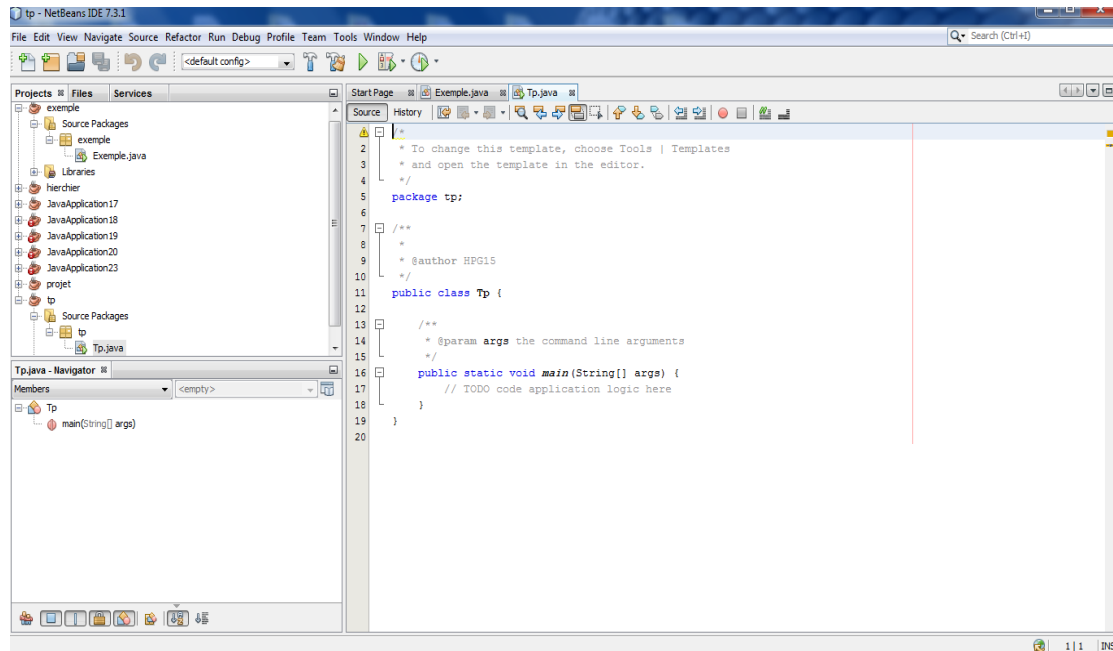 tp - NetBeans IDE 7.3.1
File Edit View Navigate Source Refactor Run Debug Profile Team Tools Window Help
Search (Ctrl+I)
<default config>
Projects Files Services
exemple
Source Packages
exemple
Exemple.java
Libraries
hierchier
JavaApplication17
JavaApplication18
JavaApplication19
JavaApplication20
JavaApplication23
projet
tp
Source Packages
tp
Tp.java
Tp.java - Navigator
Members <empty>
Tp
main(String[] args)
Start Page Exemple.java Tp.java
Source History
/*
2 * To change this template, choose Tools | Templates
3 * and open the template in the editor.
4 */
5 package tp;
6
7 /**
8 *
9 * @author HPG15
10 */
11 public class Tp {
12
13 /**
14 * @param args the command line arguments
15 */
16 public static void main(String[] args) {
17 // TODO code application logic here
18 }
19 }
20
1 | 1 INS